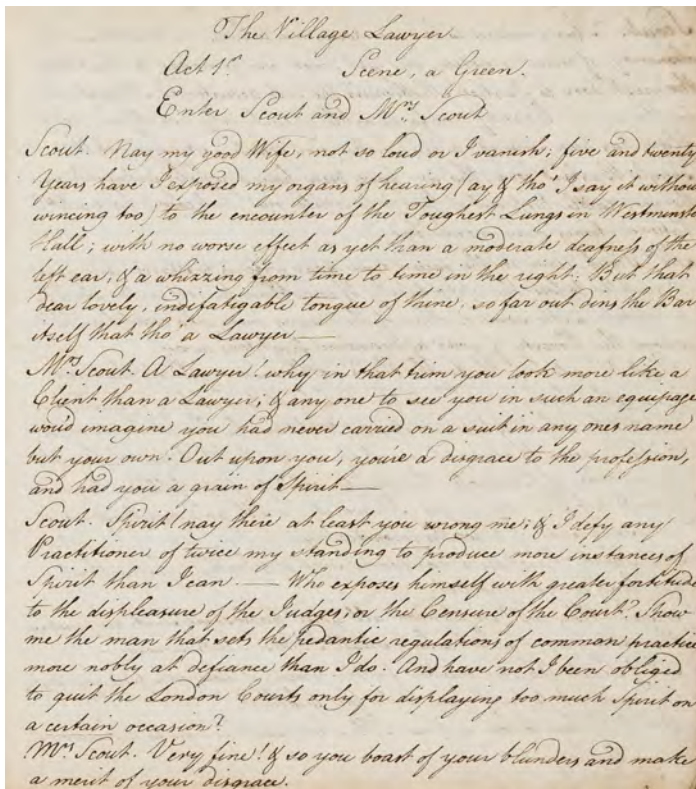 The Village Lawyer
Act 1st Scene, a Green.
Enter Scout and Mrs Scout
Scout. Nay my good Wife, not so loud or I vanish; five and twenty
Years have I exposed my organs of hearing (ay & tho' I say it without
wincing too) to the encounter of the Toughest Lungs in Westminst
Hall; with no worse effect as yet than a moderate deafness of the
left ear, & a whizzing from time to time in the right: But that
dear lovely, indefatigable tongue of thine, so far out dins the Bar
itself that tho' a Lawyer —
Mrs Scout. A Lawyer! why in that trim you look more like a
Client than a Lawyer; & any one to see you in such an equipage
wou'd imagine you had never carried on a suit in any ones name
but your own. Out upon you, you're a disgrace to the profession,
and had you a grain of Spirit —
Scout. Spirit! nay there at least you wrong me; & I defy any
Practitioner of twice my standing to produce more instances of
Spirit than I can. — Who exposes himself with greater fortitude
to the displeasure of the Judges, or the Censure of the Court? Show
me the man that sets the pedantic regulations of common practice
more nobly at defiance than I do. And have not I been obliged
to quit the London Courts only for displaying too much Spirit on
a certain occasion?
Mrs Scout. Very fine! & so you boast of your blunders and make
a merit of your disgrace.